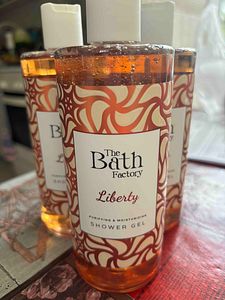 The
Bath
Factory
Liberty
PURIFYING & MOISTURISING
SHOWER GEL